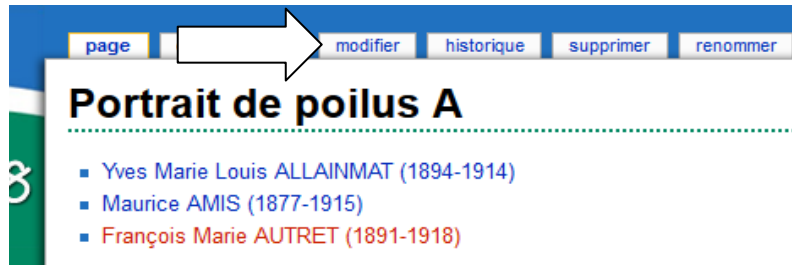 page modifier historique supprimer renommer
Portrait de poilus A
Yves Marie Louis ALLAINMAT (1894-1914)
Maurice AMIS (1877-1915)
François Marie AUTRET (1891-1918)